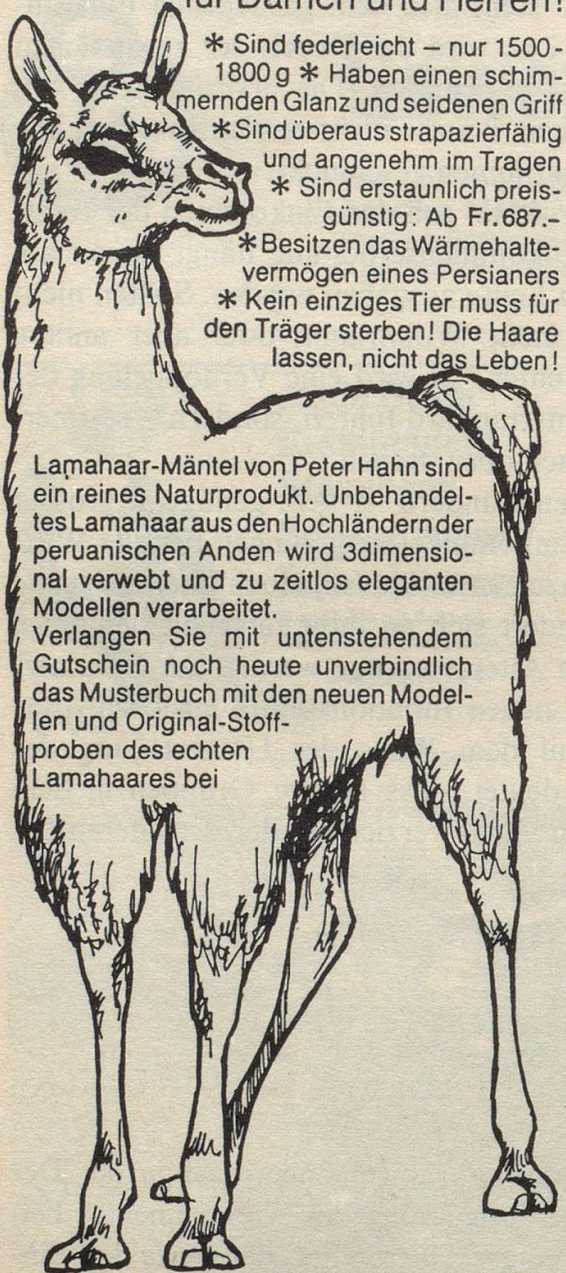 für Damen und Herren!
* Sind federleicht – nur 1500-
1800 g * Haben einen schim-
mernden Glanz und seidenen Griff
* Sind überaus strapazierfähig
und angenehm im Tragen
* Sind erstaunlich preis-
günstig: Ab Fr. 687.–
* Besitzen das Wärmehalte-
vermögen eines Persianers
* Kein einziges Tier muss für
den Träger sterben! Die Haare
lassen, nicht das Leben!
Lamahaar-Mäntel von Peter Hahn sind
ein reines Naturprodukt. Unbehandel-
tes Lamahaar aus den Hochländern der
peruanischen Anden wird 3dimensio-
nal verwebt und zu zeitlos eleganten
Modellen verarbeitet.
Verlangen Sie mit untenstehendem
Gutschein noch heute unverbindlich
das Musterbuch mit den neuen Model-
len und Original-Stoff-
proben des echten
Lamahaares bei